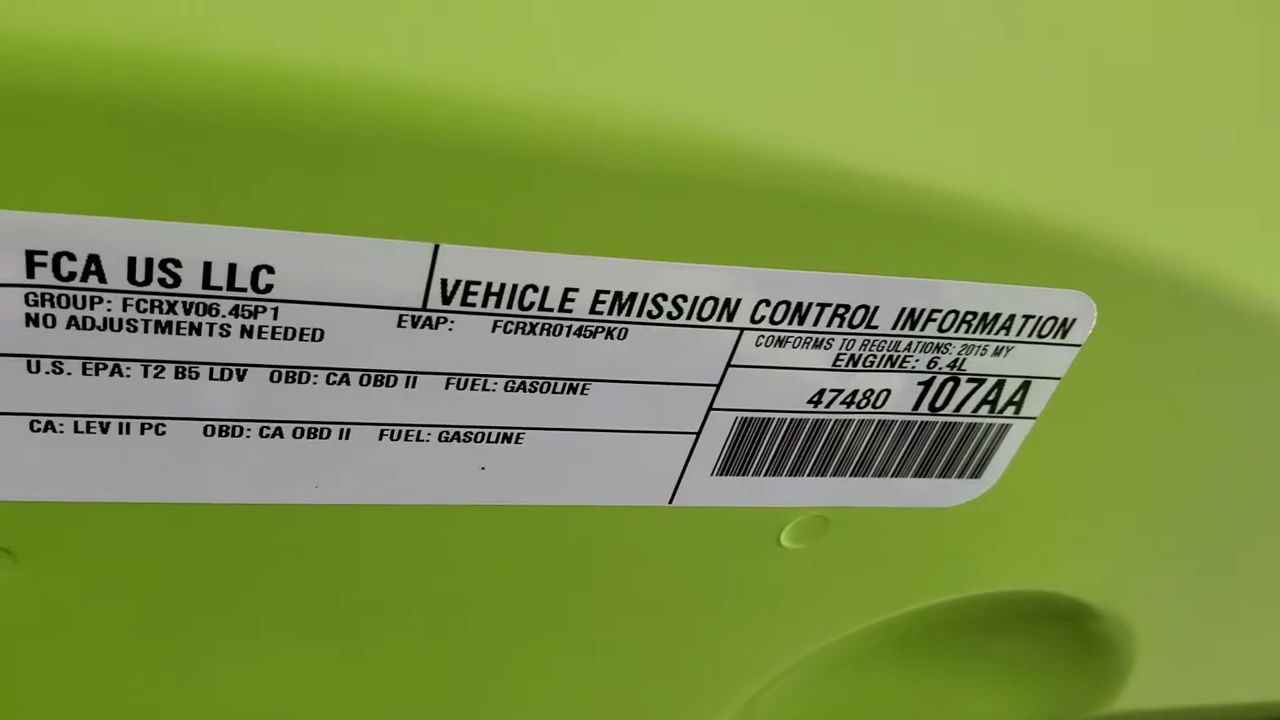 FCA US LLC
VEHICLE EMISSION CONTROL INFORMATION
GROUP: FCRXV06.45P1
EVAP: FCRXR0145PK0
NO ADJUSTMENTS NEEDED
CONFORMS TO REGULATIONS: 2015 MY
ENGINE: 6.4L
U.S. EPA: T2 B5 LDV OBD: CA OBD II FUEL: GASOLINE
47480 107AA
CA: LEV II PC OBD: CA OBD II FUEL: GASOLINE